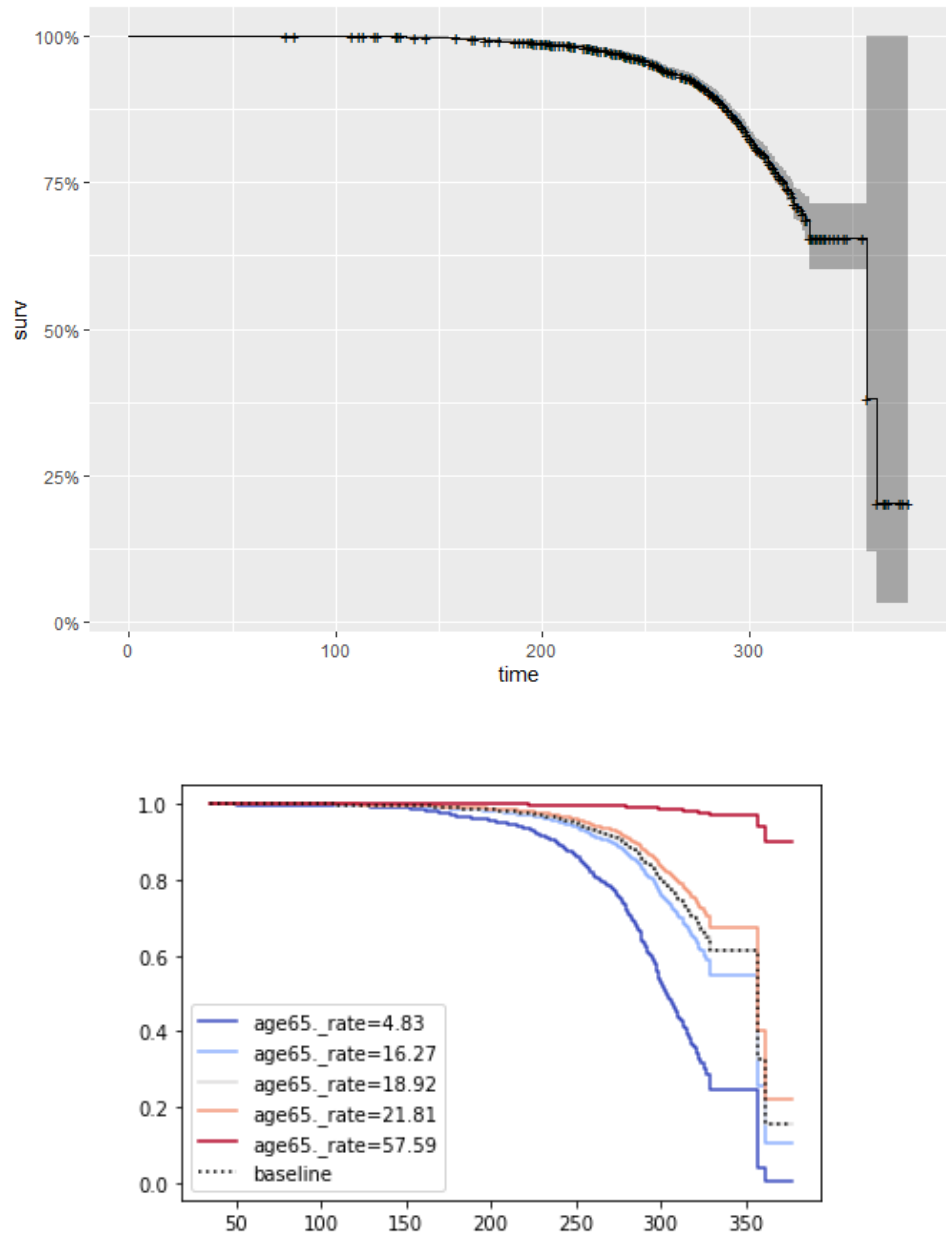 100%
75%
surv
50%
25%
0%
0 100 200 300
time
1.0
0.8
0.6
0.4
0.2
0.0
age65._rate=4.83
age65._rate=16.27
age65._rate=18.92
age65._rate=21.81
age65._rate=57.59
baseline
50 100 150 200 250 300 350